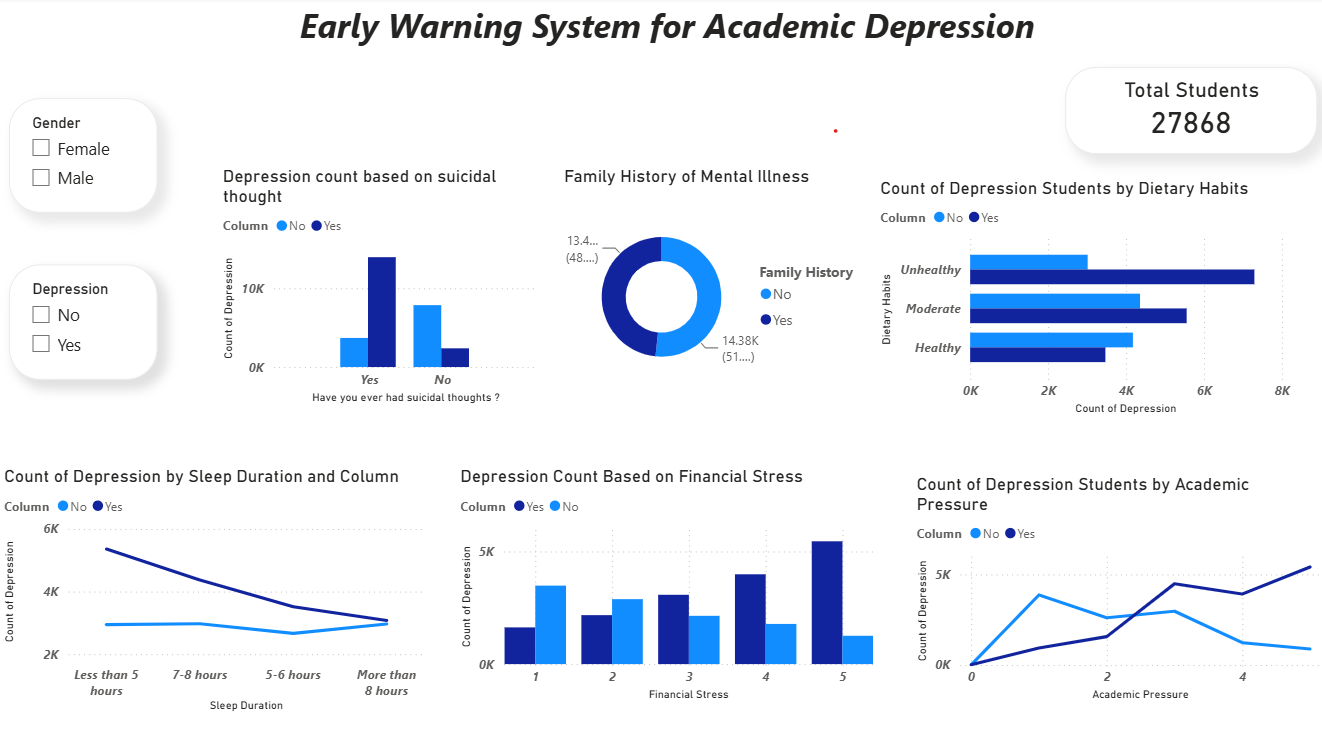 Early Warning System for Academic Depression
Total Students
27868
Gender
Female
Male
Depression
No
Yes
Depression count based on suicidal
thought
Column No Yes
Count of Depression
10K
0K
Yes No
Have you ever had suicidal thoughts ?
Family History of Mental Illness
13.4...
(48....)
14.38K
(51....)
Family History
No
Yes
Count of Depression Students by Dietary Habits
Column No Yes
Dietary Habits
Unhealthy
Moderate
Healthy
0K 2K 4K 6K 8K
Count of Depression
Count of Depression by Sleep Duration and Column
Column No Yes
Count of Depression
6K
4K
2K
Less than 5 7-8 hours 5-6 hours More than
hours 8 hours
Sleep Duration
Depression Count Based on Financial Stress
Column Yes No
Count of Depression
5K
0K
1 2 3 4 5
Financial Stress
Count of Depression Students by Academic
Pressure
Column No Yes
Count of Depression
5K
0K
0 2 4
Academic Pressure